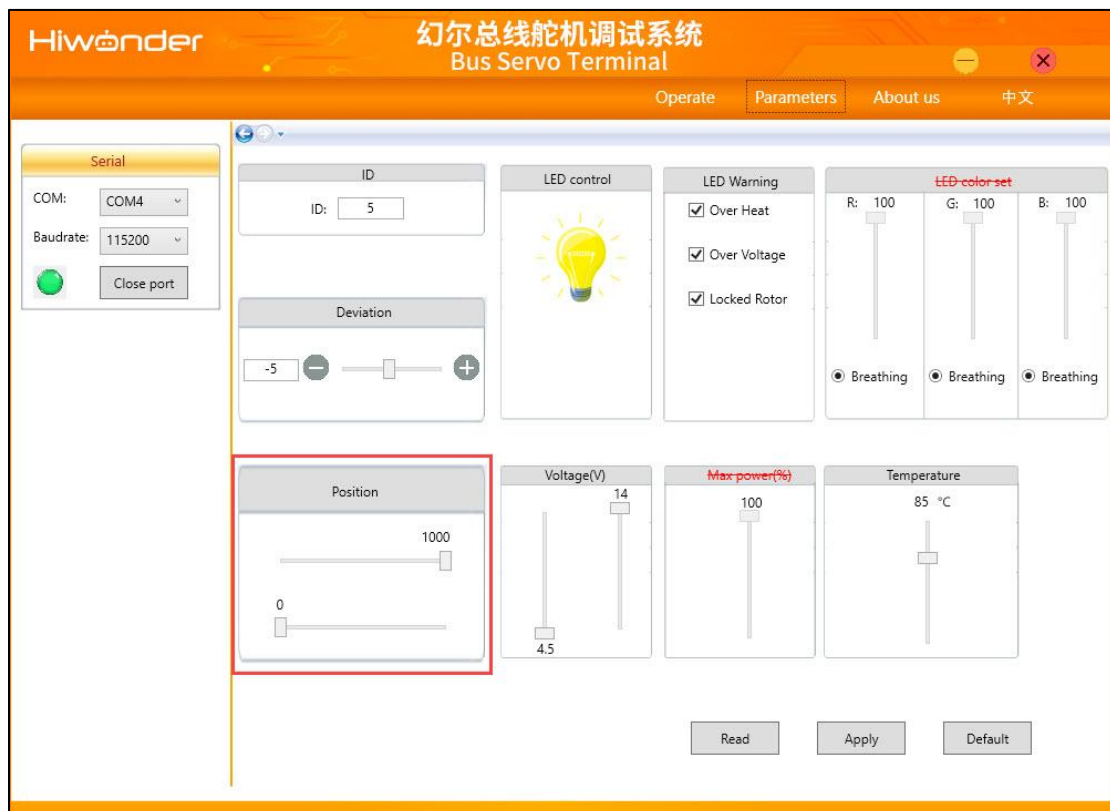 Hiwonder
幻尔总线舵机调试系统
Bus Servo Terminal
Operate Parameters About us 中文
Serial
COM: COM4
Baudrate: 115200
Close port
ID
ID: 5
Deviation
-5
LED control
LED Warning
Over Heat
Over Voltage
Locked Rotor
LED color set
R: 100 G: 100 B: 100
Breathing Breathing Breathing
Position
1000
0
Voltage(V)
14
4.5
Max power(%)
100
Temperature
85 °C
Read Apply Default